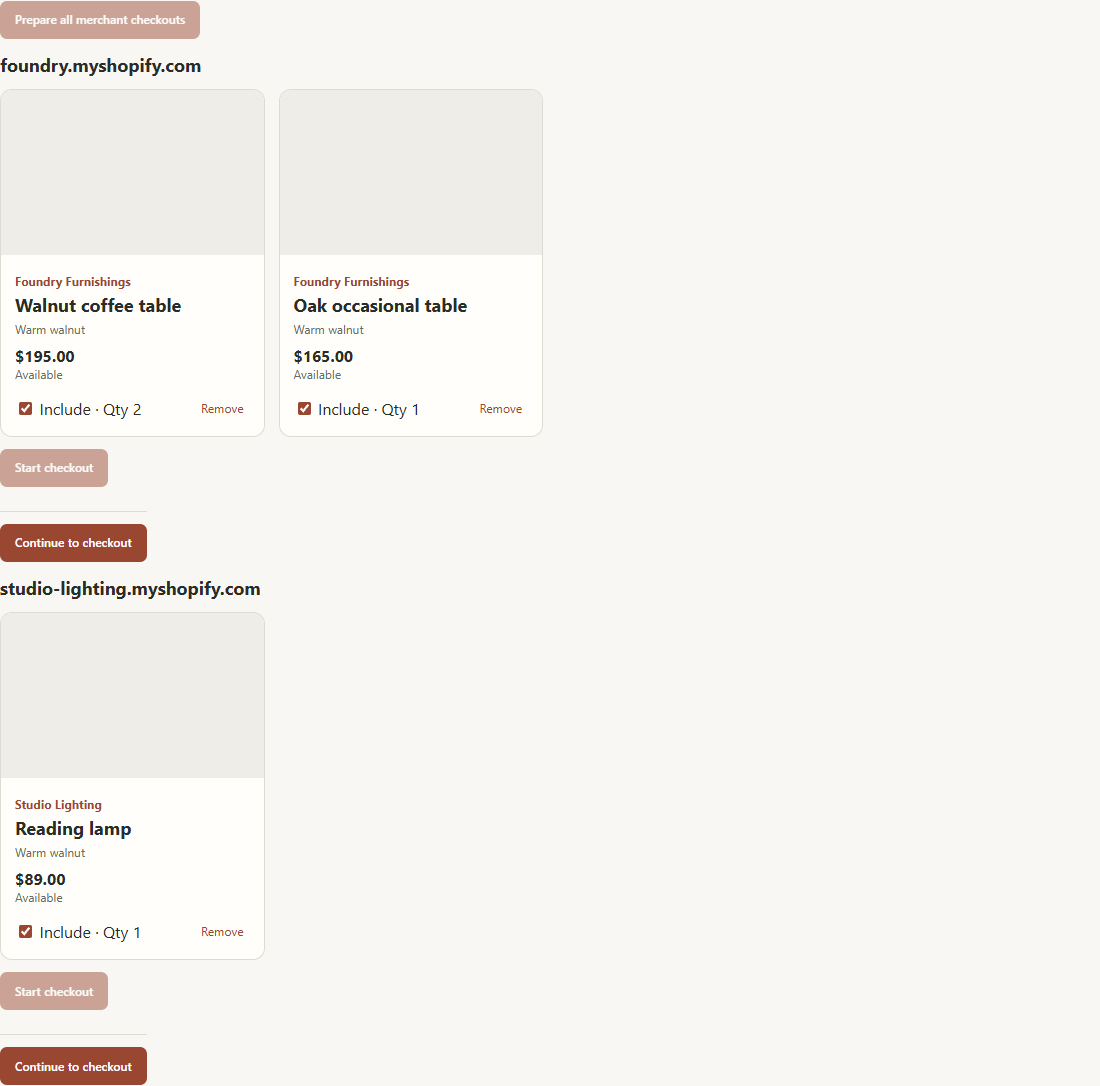 Prepare all merchant checkouts
foundry.myshopify.com
Foundry Furnishings
Walnut coffee table
Warm walnut
$195.00
Available
Include · Qty 2
Remove
Foundry Furnishings
Oak occasional table
Warm walnut
$165.00
Available
Include · Qty 1
Remove
Start checkout
Continue to checkout
studio-lighting.myshopify.com
Studio Lighting
Reading lamp
Warm walnut
$89.00
Available
Include · Qty 1
Remove
Start checkout
Continue to checkout